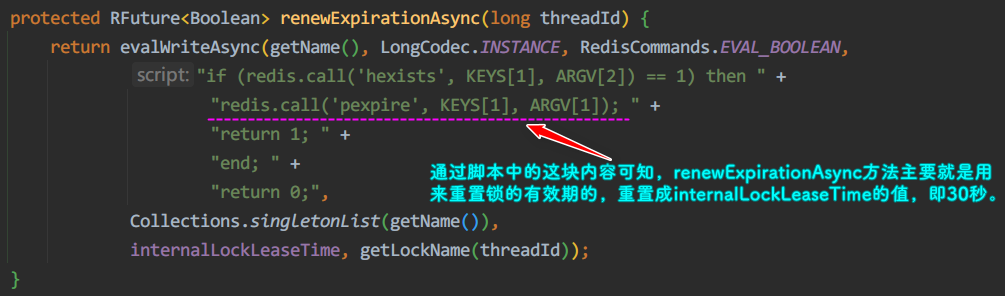 protected RFuture<Boolean> renewExpirationAsync(long threadId) {
return evalWriteAsync(getName(), LongCodec.INSTANCE, RedisCommands.EVAL_BOOLEAN,
script: "if (redis.call('hexists', KEYS[1], ARGV[2]) == 1) then " +
"redis.call('pexpire', KEYS[1], ARGV[1]); " +
"return 1; " +
"end; " +
"return 0;",
通过脚本中的这块内容可知，renewExpirationAsync方法主要就是用
来重置锁的有效期的，重置成internalLockLeaseTime的值，即30秒。
Collections.singletonList(getName()),
internalLockLeaseTime, getLockName(threadId));
}